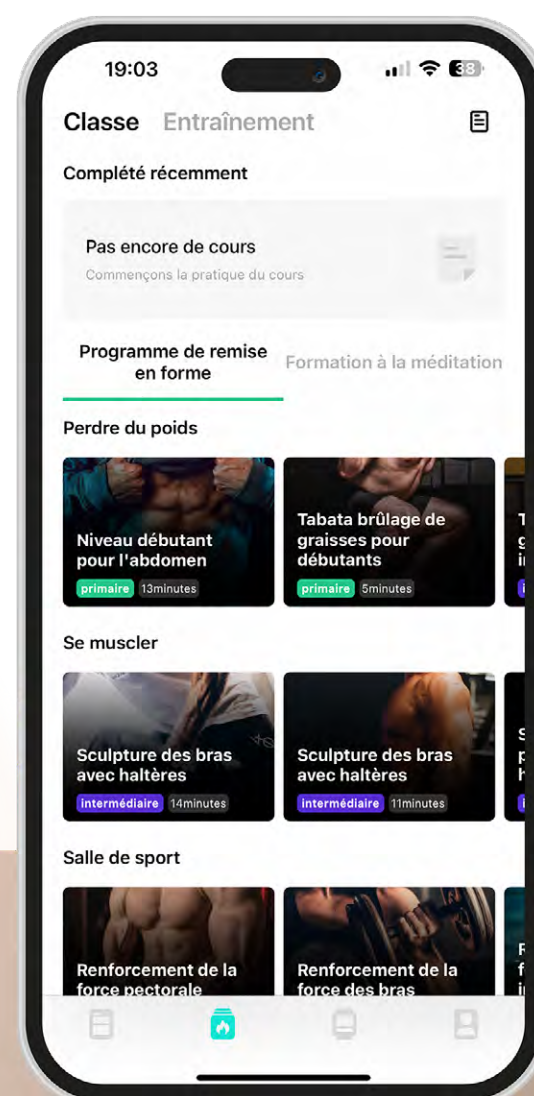 19:03
38
Classe Entraînement
Complété récemment
Pas encore de cours
Commençons la pratique du cours
Programme de remise
en forme
Formation à la méditation
Perdre du poids
Niveau débutant
pour l'abdomen
primaire 13minutes
Tabata brûlage de
graisses pour
débutants
primaire 5minutes
Se muscler
Sculpture des bras
avec haltères
intermédiaire 14minutes
Sculpture des bras
avec haltères
intermédiaire 11minutes
Salle de sport
Renforcement de la
force pectorale
Renforcement de la
force des bras